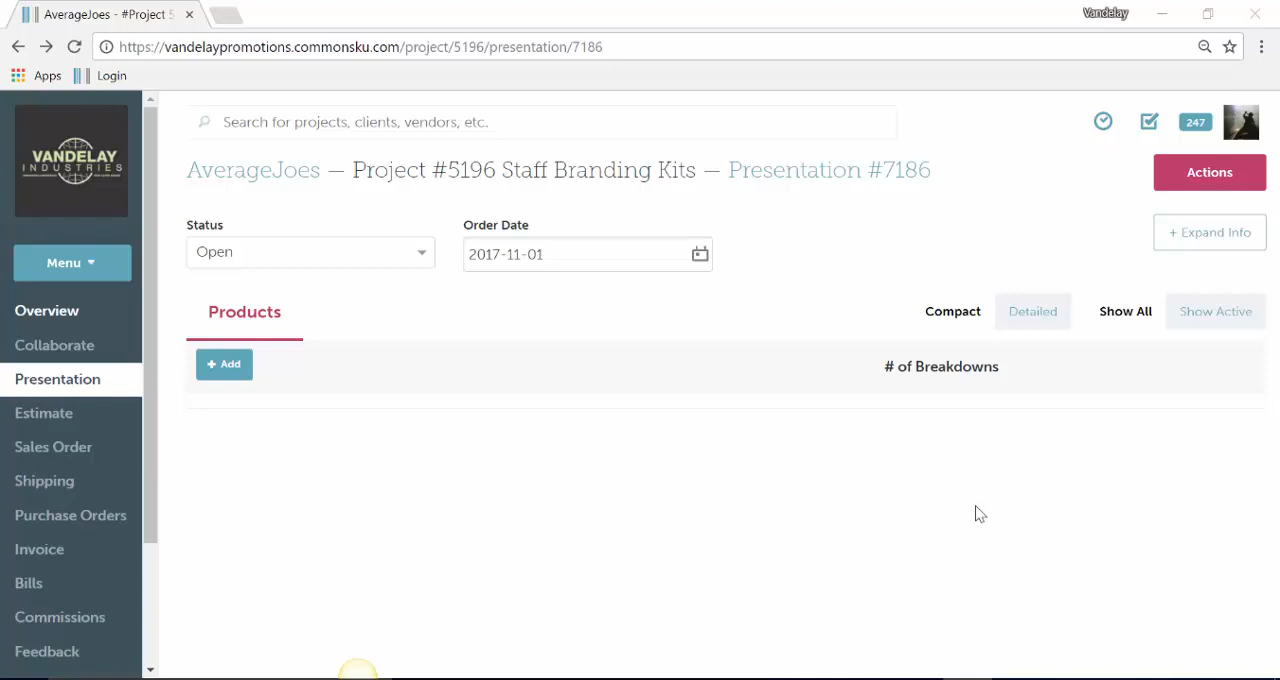 AverageJoes - #Project 5
Vandelay
https://vandelaypromotions.commonsku.com/project/5196/presentation/7186
Apps
Login
VANDELAY
INDUSTRIES
Search for projects, clients, vendors, etc.
247
AverageJoes — Project #5196 Staff Branding Kits — Presentation #7186
Actions
Status
Order Date
Open
2017-11-01
+ Expand Info
Menu
Overview
Collaborate
Presentation
Estimate
Sales Order
Shipping
Purchase Orders
Invoice
Bills
Commissions
Feedback
Products
Compact
Detailed
Show All
Show Active
+ Add
# of Breakdowns